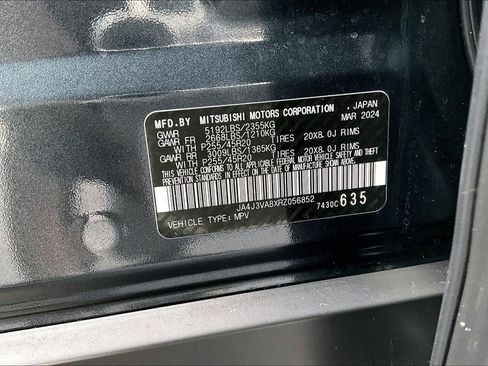 MFD.BY MITSUBISHI MOTORS CORPORATION . JAPAN
GWWR 5192LBS/2355KG MAR 2024
GAWR FR 2668LBS/1210KG
WITH P255/45R20 TIRES 20X8.0J RIMS
GAWR RR 3009LBS/1365KG
WITH P255/45R20 TIRES 20X8.0J RIMS
THIS VEHICLE CONFORMS TO ALL APPLICABLE FEDERAL MOTOR VEHICLE SAFETY, BUMPER,
AND THEFT PREVENTION STANDARDS IN EFFECT ON THE DATE OF MANUFACTURE SHOWN ABOVE.
JA4J3VA8XRZ056852 7430C 635
VEHICLE TYPE: MPV